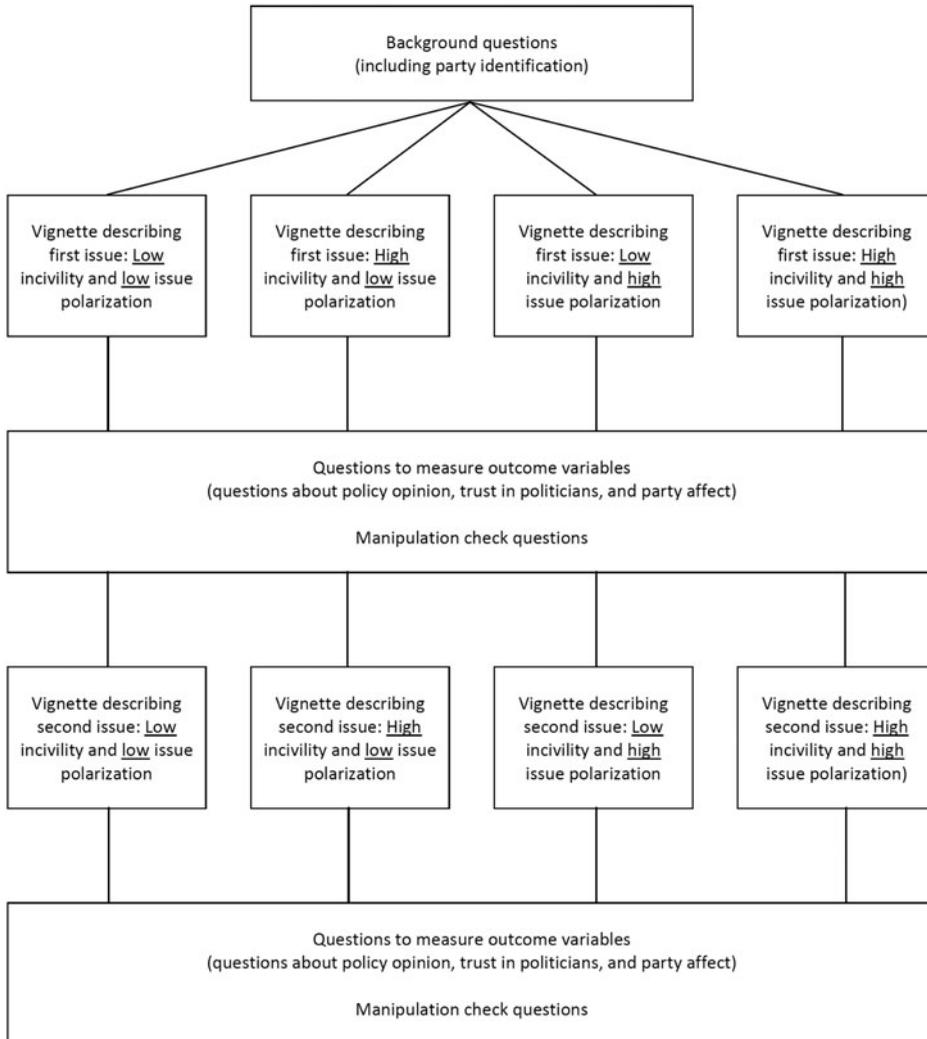 Background questions
(including party identification)
Vignette describing
first issue: Low
incivility and low issue
polarization
Vignette describing
first issue: High
incivility and low issue
polarization
Vignette describing
first issue: Low
incivility and high
issue polarization
Vignette describing
first issue: High
incivility and high
issue polarization)
Questions to measure outcome variables
(questions about policy opinion, trust in politicians, and party affect)
Manipulation check questions
Vignette describing
second issue: Low
incivility and low issue
polarization
Vignette describing
second issue: High
incivility and low issue
polarization
Vignette describing
second issue: Low
incivility and high
issue polarization
Vignette describing
second issue: High
incivility and high
issue polarization)
Questions to measure outcome variables
(questions about policy opinion, trust in politicians, and party affect)
Manipulation check questions